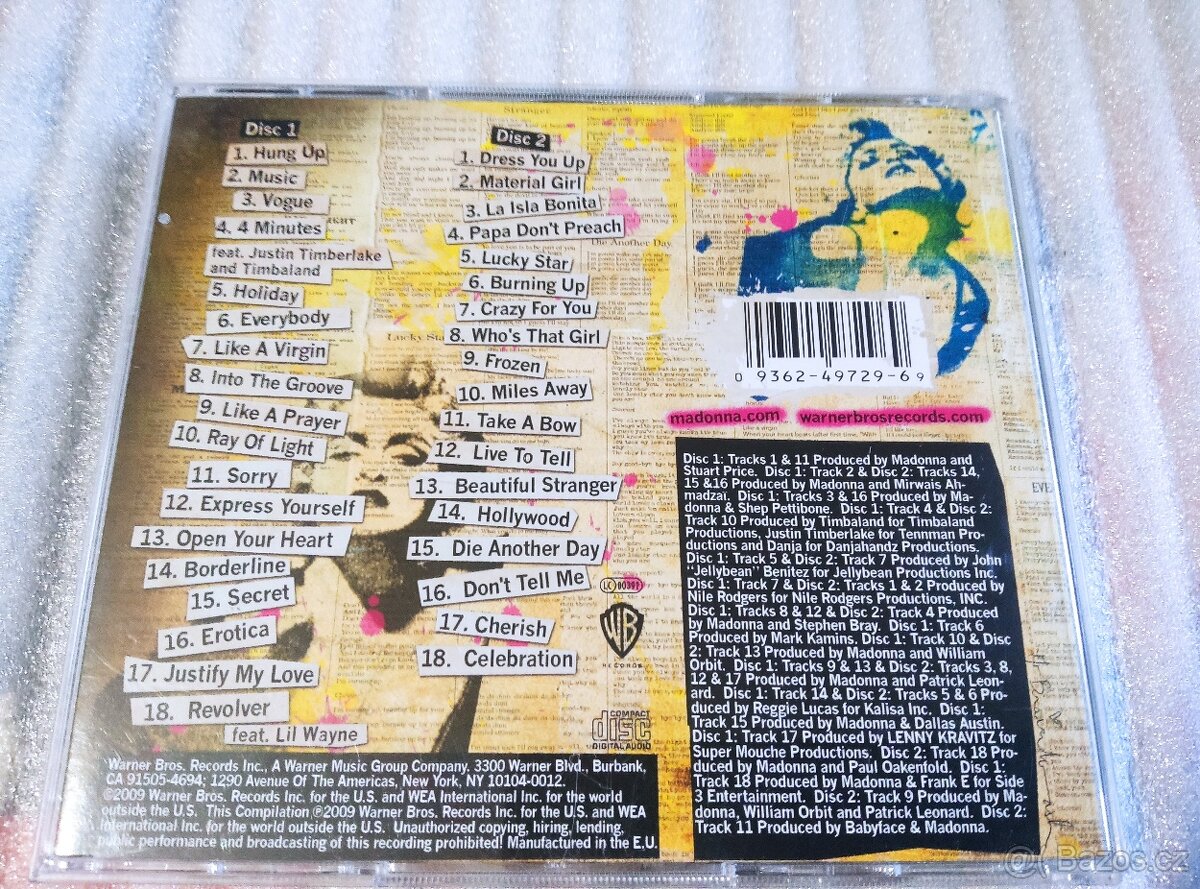 Disc 1
1. Hung Up
2. Music
3. Vogue
4. 4 Minutes
feat. Justin Timberlake
and Timbaland
5. Holiday
6. Everybody
7. Like A Virgin
8. Into The Groove
9. Like A Prayer
10. Ray Of Light
11. Sorry
12. Express Yourself
13. Open Your Heart
14. Borderline
15. Secret
16. Erotica
17. Justify My Love
18. Revolver
feat. Lil Wayne
Disc 2
1. Dress You Up
2. Material Girl
3. La Isla Bonita
4. Papa Don't Preach
5. Lucky Star
6. Burning Up
7. Crazy For You
8. Who's That Girl
9. Frozen
10. Miles Away
11. Take A Bow
12. Live To Tell
13. Beautiful Stranger
14. Hollywood
15. Die Another Day
16. Don't Tell Me
17. Cherish
18. Celebration
Stranger
Die Another Day
Lucky Sta
LC 00392
WB
RECORDS
COMPACT
disc
DIGITAL AUDIO
0 9362-49729-6 9
madonna.com warnerbrosrecords.com
Disc 1: Tracks 1 & 11 Produced by Madonna and
Stuart Price. Disc 1: Track 2 & Disc 2: Tracks 14,
15 &16 Produced by Madonna and Mirwais Ah-
madzaï. Disc 1: Tracks 3 & 16 Produced by Ma-
donna & Shep Pettibone. Disc 1: Track 4 & Disc 2:
Track 10 Produced by Timbaland for Timbaland
Productions, Justin Timberlake for Tennman Pro-
ductions and Danja for Danjahandz Productions.
Disc 1: Track 5 & Disc 2: Track 7 Produced by John
"Jellybean" Benitez for Jellybean Productions Inc.
Disc 1: Track 7 & Disc 2: Tracks 1 & 2 Produced by
Nile Rodgers for Nile Rodgers Productions, INC.
Disc 1: Tracks 8 & 12 & Disc 2: Track 4 Produced
by Madonna and Stephen Bray. Disc 1: Track 6
Produced by Mark Kamins. Disc 1: Track 10 & Disc
2: Track 13 Produced by Madonna and William
Orbit. Disc 1: Tracks 9 & 13 & Disc 2: Tracks 3, 8,
12 & 17 Produced by Madonna and Patrick Leon-
ard. Disc 1: Track 14 & Disc 2: Tracks 5 & 6 Pro-
duced by Reggie Lucas for Kalisa Inc. Disc 1:
Track 15 Produced by Madonna & Dallas Austin.
Disc 1: Track 17 Produced by LENNY KRAVITZ for
Super Mouche Productions. Disc 2: Track 18 Pro-
duced by Madonna and Paul Oakenfold. Disc 1:
Track 18 Produced by Madonna & Frank E for Side
3 Entertainment. Disc 2: Track 9 Produced by Ma-
donna, William Orbit and Patrick Leonard. Disc 2:
Track 11 Produced by Babyface & Madonna.
Warner Bros. Records Inc., A Warner Music Group Company. 3300 Warner Blvd., Burbank,
CA 91505-4694; 1290 Avenue Of The Americas, New York, NY 10104-0012.
©2009 Warner Bros. Records Inc. for the U.S. and WEA International Inc. for the world
outside the U.S. This Compilation ℗2009 Warner Bros. Records Inc. for the U.S. and WEA
International Inc. for the world outside the U.S. Unauthorized copying, hiring, lending,
public performance and broadcasting of this recording prohibited! Manufactured in the E.U.
Bazos.cz